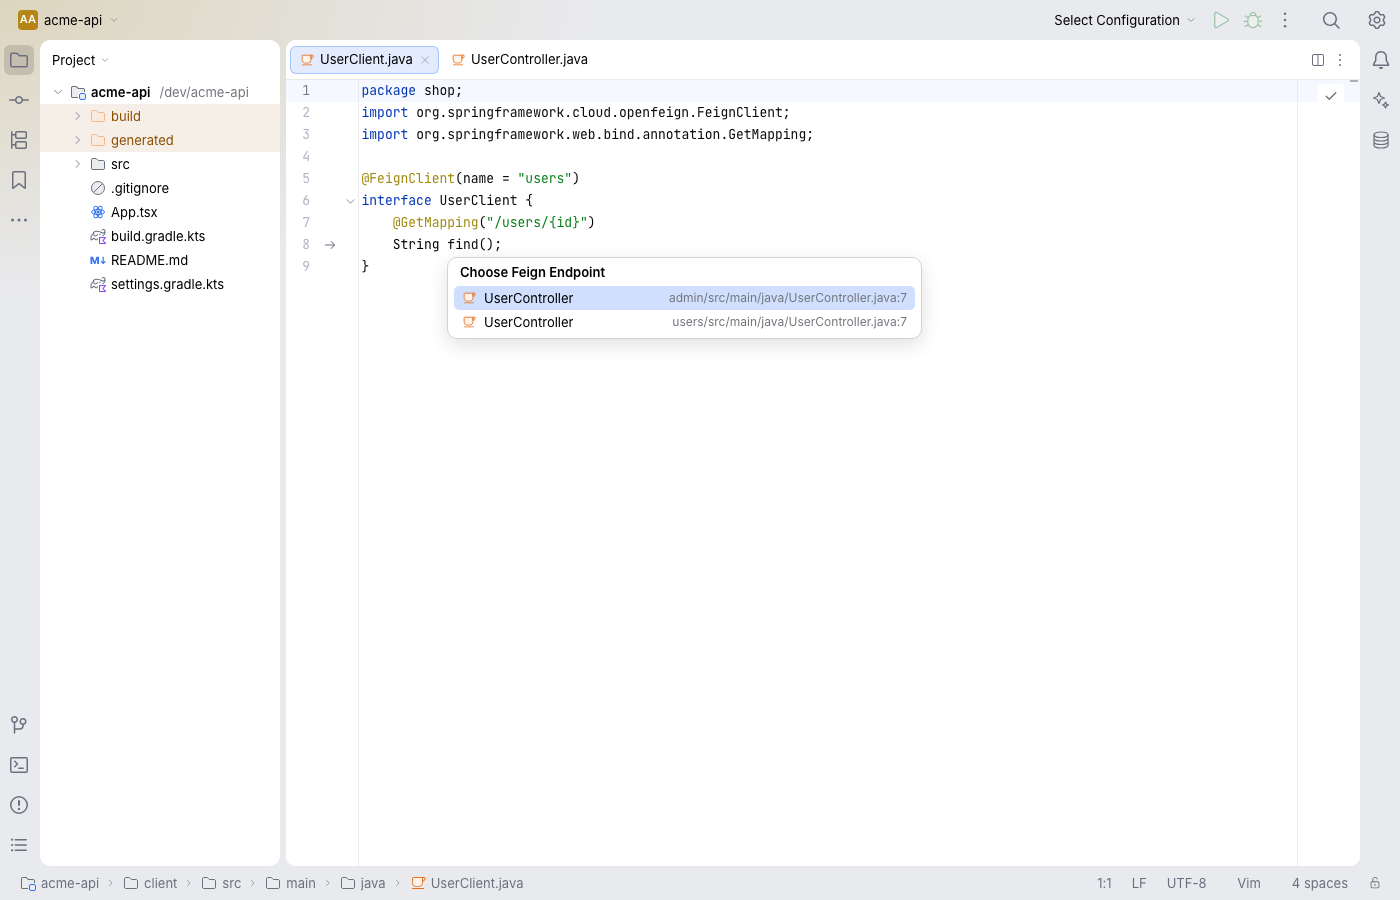 AA acme-api
Select Configuration
Project
UserClient.java
UserController.java
acme-api /dev/acme-api
build
generated
src
.gitignore
App.tsx
build.gradle.kts
M↓ README.md
settings.gradle.kts
1 package shop;
2 import org.springframework.cloud.openfeign.FeignClient;
3 import org.springframework.web.bind.annotation.GetMapping;
4
5 @FeignClient(name = "users")
6 interface UserClient {
7 @GetMapping("/users/{id}")
8 String find();
9 }
Choose Feign Endpoint
UserController admin/src/main/java/UserController.java:7
UserController users/src/main/java/UserController.java:7
acme-api client src main java UserClient.java
1:1 LF UTF-8 Vim 4 spaces